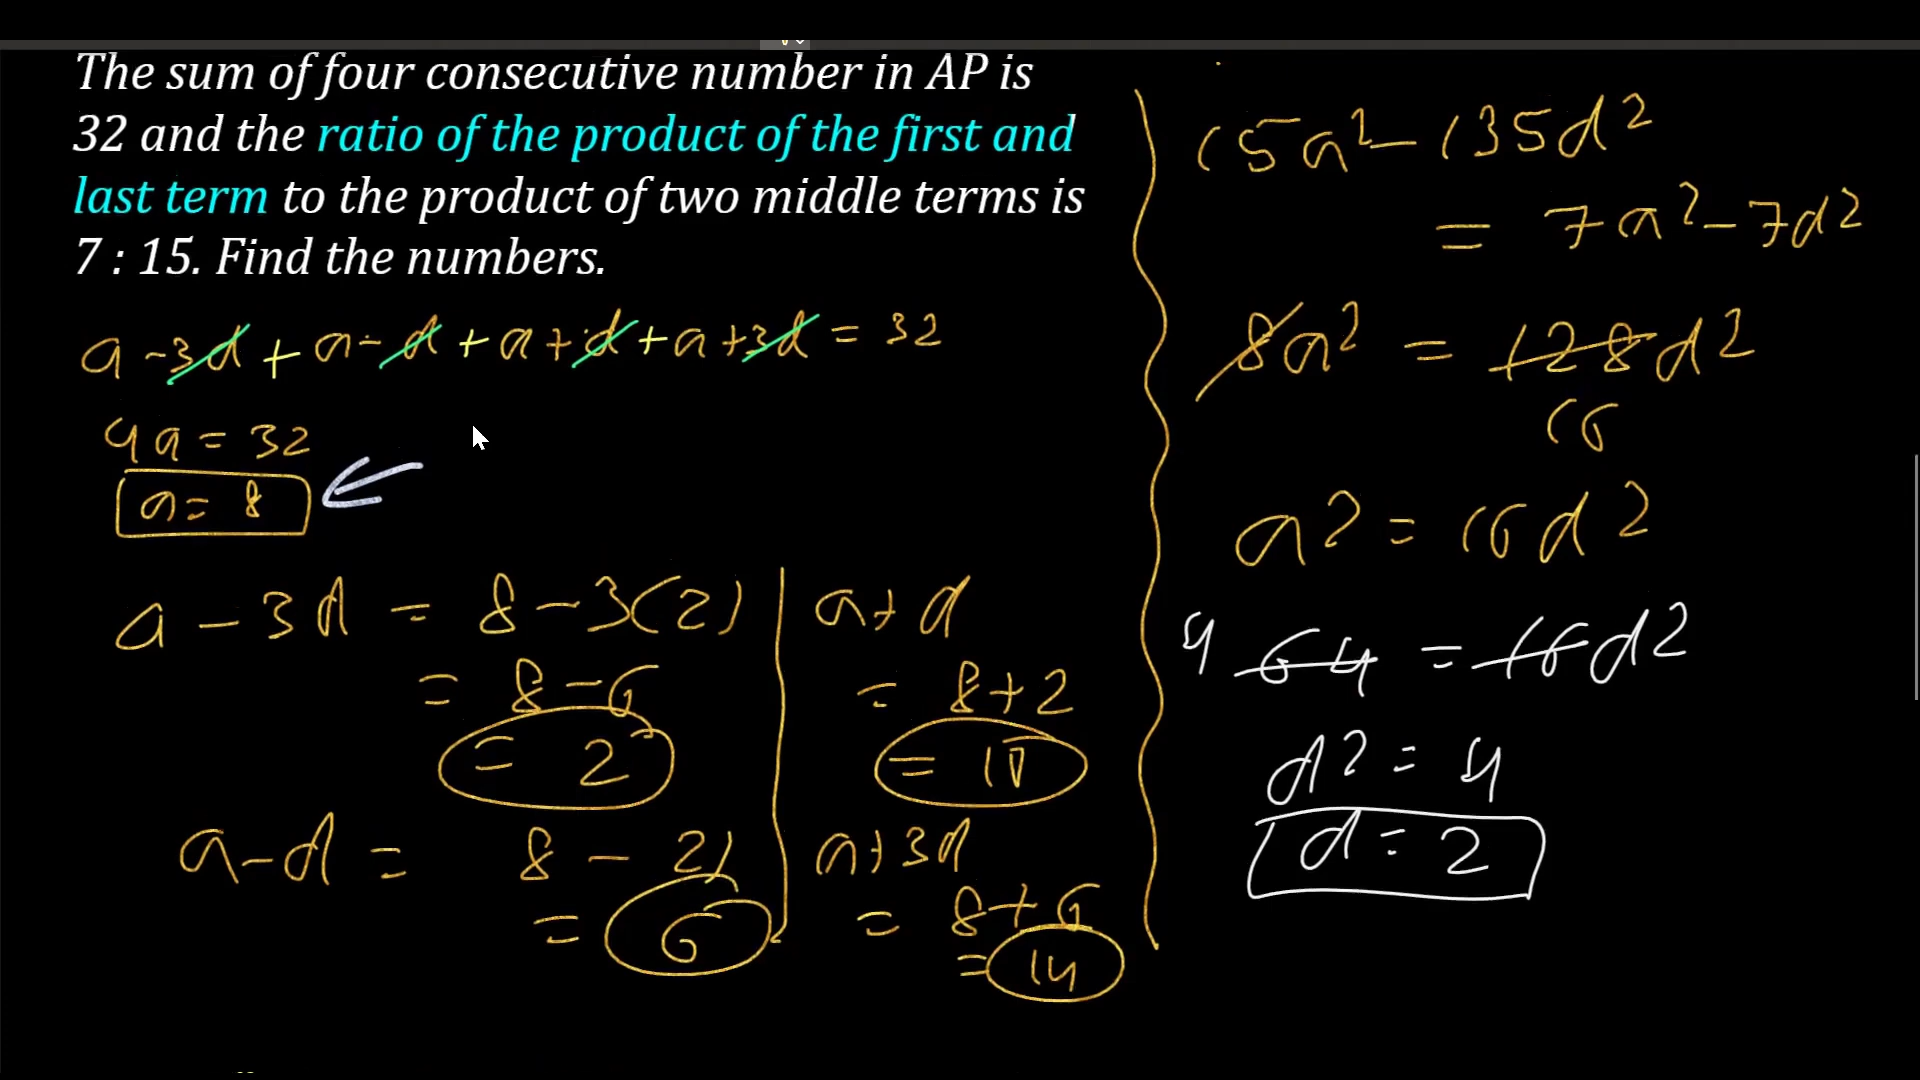 The sum of four consecutive number in AP is
32 and the ratio of the product of the first and
last term to the product of two middle terms is
7 : 15. Find the numbers.
a - 3d + a - d + a + d + a + 3d = 32
4a = 32
a = 8
a - 3d = 8 - 3(2)
= 8 - 6
= 2
a - d = 8 - 2
= 6
a + d
= 8 + 2
= 10
a + 3d
= 8 + 6
= 14
15a² - 135d²
= 7a² - 7d²
8a² = 128d²
16
a² = 16d²
4 64 = 16d²
d² = 4
d = 2